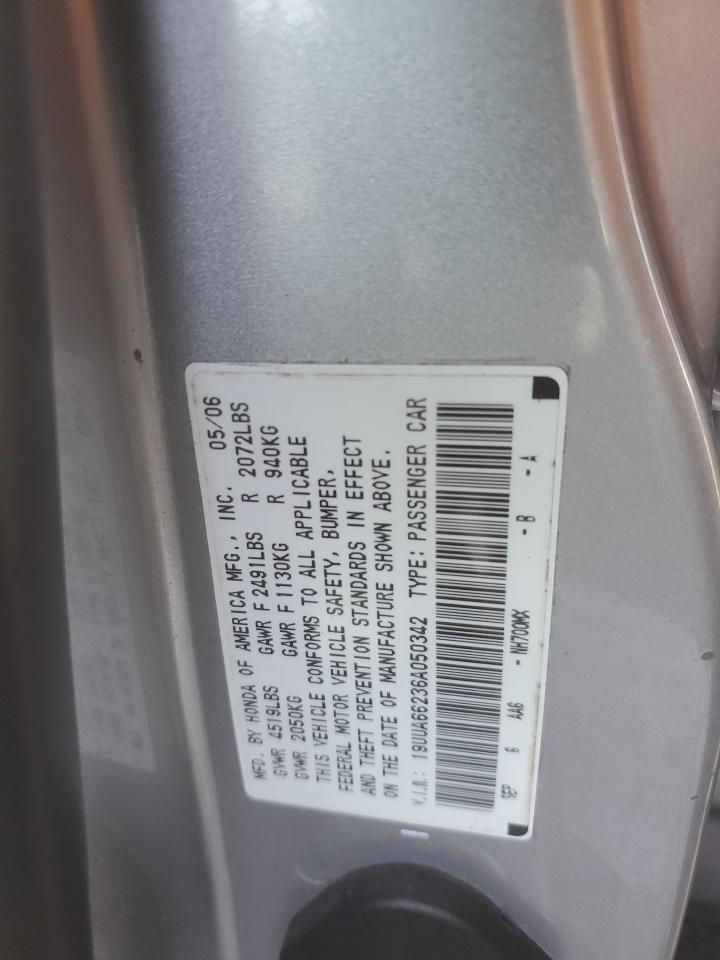 MFD. BY HONDA OF AMERICA MFG., INC. 05/06
GVWR 4519LBS GAWR F 2491LBS R 2072LBS
GVWR 2050KG GAWR F 1130KG R 940KG
THIS VEHICLE CONFORMS TO ALL APPLICABLE
FEDERAL MOTOR VEHICLE SAFETY, BUMPER,
AND THEFT PREVENTION STANDARDS IN EFFECT
ON THE DATE OF MANUFACTURE SHOWN ABOVE.
V.I.N.: 19UUA66236A050342 TYPE: PASSENGER CAR
SEP 6 AA6 - NH700MX - B - A